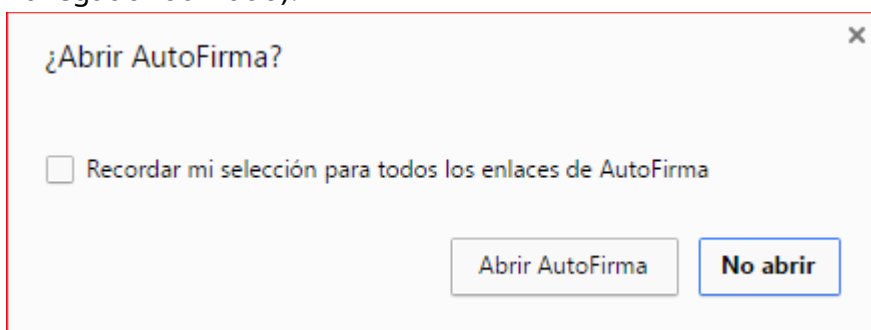 ¿Abrir AutoFirma?
Recordar mi selección para todos los enlaces de AutoFirma
Abrir AutoFirma
No abrir